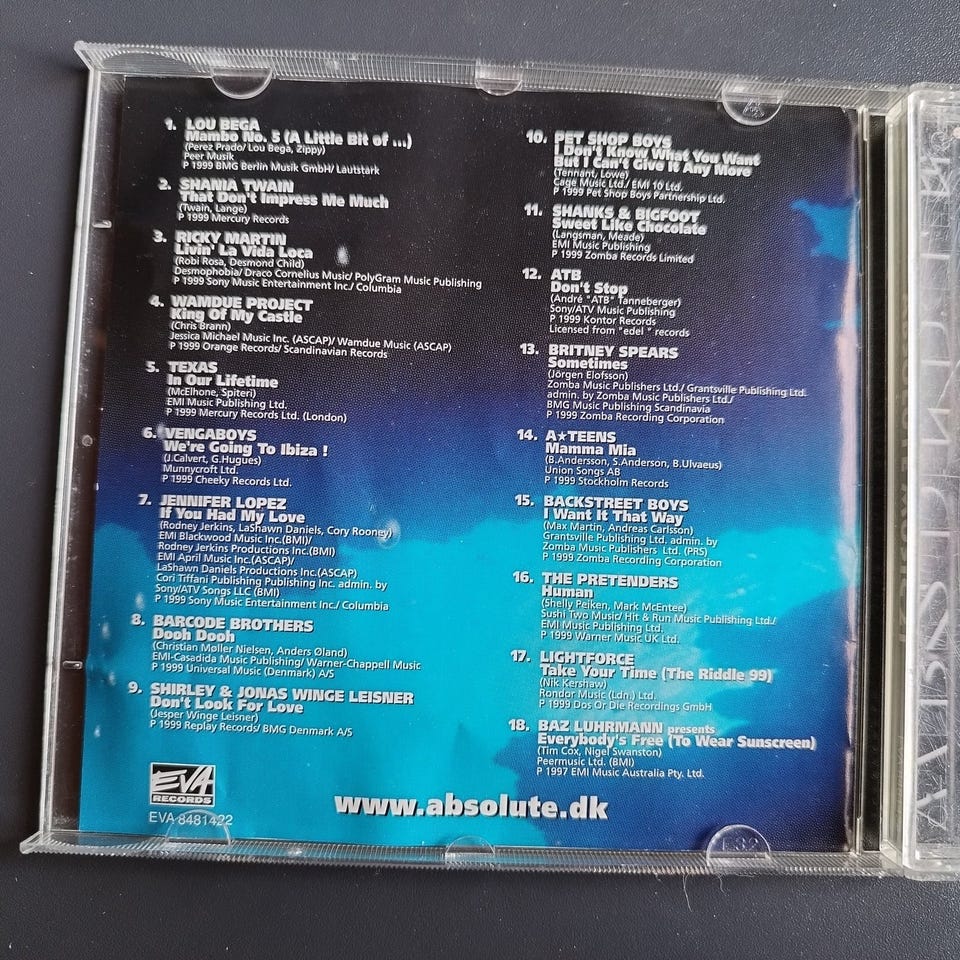 1. LOU BEGA
Mambo No. 5 (A Little Bit of ...)
(Perez Prado/ Lou Bega, Zippy)
Peer Musik
P 1999 BMG Berlin Musik GmbH/ Lautstark
2. SHANIA TWAIN
That Don't Impress Me Much
(Twain, Lange)
P 1999 Mercury Records
3. RICKY MARTIN
Livin' La Vida Loca
(Robi Rosa, Desmond Child)
Desmophobia/ Draco Cornelius Music/ PolyGram Music Publishing
P 1999 Sony Music Entertainment Inc./ Columbia
4. WAMDUE PROJECT
King Of My Castle
(Chris Brann)
Jessica Michael Music Inc. (ASCAP)/ Wamdue Music (ASCAP)
P 1999 Orange Records/ Scandinavian Records
5. TEXAS
In Our Lifetime
(McElhone, Spiteri)
EMI Music Publishing Ltd.
P 1999 Mercury Records Ltd. (London)
6. VENGABOYS
We're Going To Ibiza !
(J.Calvert, G.Hugues)
Munnycroft Ltd.
P 1999 Cheeky Records Ltd.
7. JENNIFER LOPEZ
If You Had My Love
(Rodney Jerkins, LaShawn Daniels, Cory Rooney)
EMI Blackwood Music Inc.(BMI)/
Rodney Jerkins Productions Inc.(BMI)
EMI April Music Inc.(ASCAP)/
LaShawn Daniels Productions Inc.(ASCAP)
Cori Tiffani Publishing Publishing Inc. admin. by
Sony/ATV Songs LLC (BMI)
P 1999 Sony Music Entertainment Inc./ Columbia
8. BARCODE BROTHERS
Dooh Dooh
(Christian Møller Nielsen, Anders Øland)
EMI-Casadida Music Publishing/ Warner-Chappell Music
P 1999 Universal Music (Denmark) A/S
9. SHIRLEY & JONAS WINGE LEISNER
Don't Look For Love
(Jesper Winge Leisner)
P 1999 Replay Records/ BMG Denmark A/S
EVA
RECORDS
EVA 8481422
10. PET SHOP BOYS
I Don't Know What You Want
But I Can't Give It Any More
(Tennant, Lowe)
Cage Music Ltd./ EMI 10 Ltd.
P 1999 Pet Shop Boys Partnership Ltd.
11. SHANKS & BIGFOOT
Sweet Like Chocolate
(Langsman, Meade)
EMI Music Publishing
P 1999 Zomba Records Limited
12. ATB
Don't Stop
(André "ATB" Tanneberger)
Sony/ATV Music Publishing
P 1999 Kontor Records
Licensed from "edel" records
13. BRITNEY SPEARS
Sometimes
(Jörgen Elofsson)
Zomba Music Publishers Ltd./ Grantsville Publishing Ltd.
admin. by Zomba Music Publishers Ltd./
BMG Music Publishing Scandinavia
P 1999 Zomba Recording Corporation
14. A★TEENS
Mamma Mia
(B.Andersson, S.Anderson, B.Ulvaeus)
Union Songs AB
P 1999 Stockholm Records
15. BACKSTREET BOYS
I Want It That Way
(Max Martin, Andreas Carlsson)
Grantsville Publishing Ltd. admin. by
Zomba Music Publishers Ltd. (PRS)
P 1999 Zomba Recording Corporation
16. THE PRETENDERS
Human
(Shelly Peiken, Mark McEntee)
Sushi Two Music/ Hit & Run Music Publishing Ltd./
EMI Music Publishing Ltd.
P 1999 Warner Music UK Ltd.
17. LIGHTFORCE
Take Your Time (The Riddle 99)
(Nik Kershaw)
Rondor Music (Ldn.) Ltd.
P 1999 Dos Or Die Recordings GmbH
18. BAZ LUHRMANN presents
Everybody's Free (To Wear Sunscreen)
(Tim Cox, Nigel Swanston)
Peermusic Ltd. (BMI)
P 1997 EMI Music Australia Pty. Ltd.
www.absolute.dk